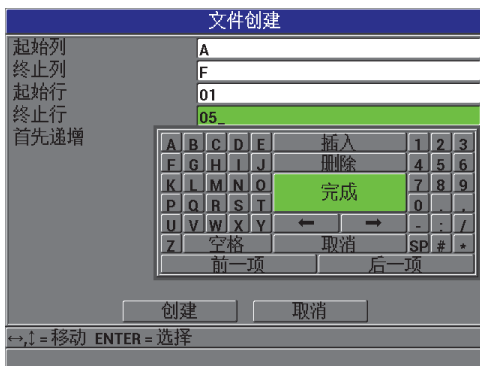 文件创建
起始列 A
终止列 F
起始行 01
终止行 05_
首先递增
A B C D E 插入 1 2 3
F G H I J 删除 4 5 6
K L M N O 完成 7 8 9
P Q R S T 0 . ,
U V W X Y ← → - : /
Z 空格 取消 SP # *
前一项 后一项
创建 取消
↔,↕ = 移动 ENTER = 选择